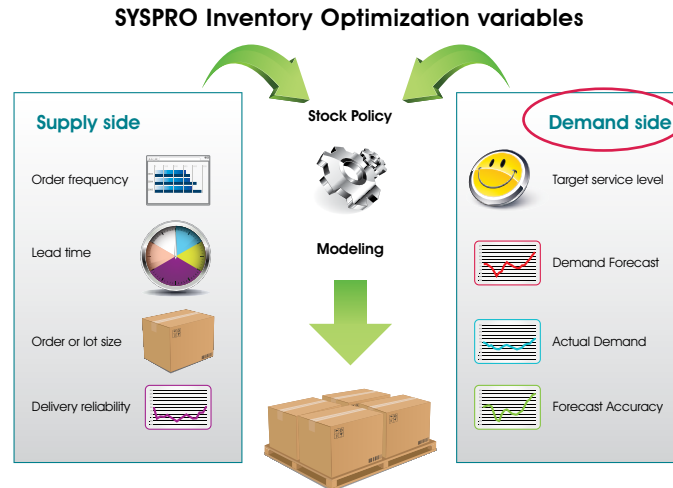 SYSPRO Inventory Optimization variables
Supply side
Order frequency
Lead time
Order or lot size
Delivery reliability
Stock Policy
Modeling
Demand side
Target service level
Demand Forecast
Actual Demand
Forecast Accuracy